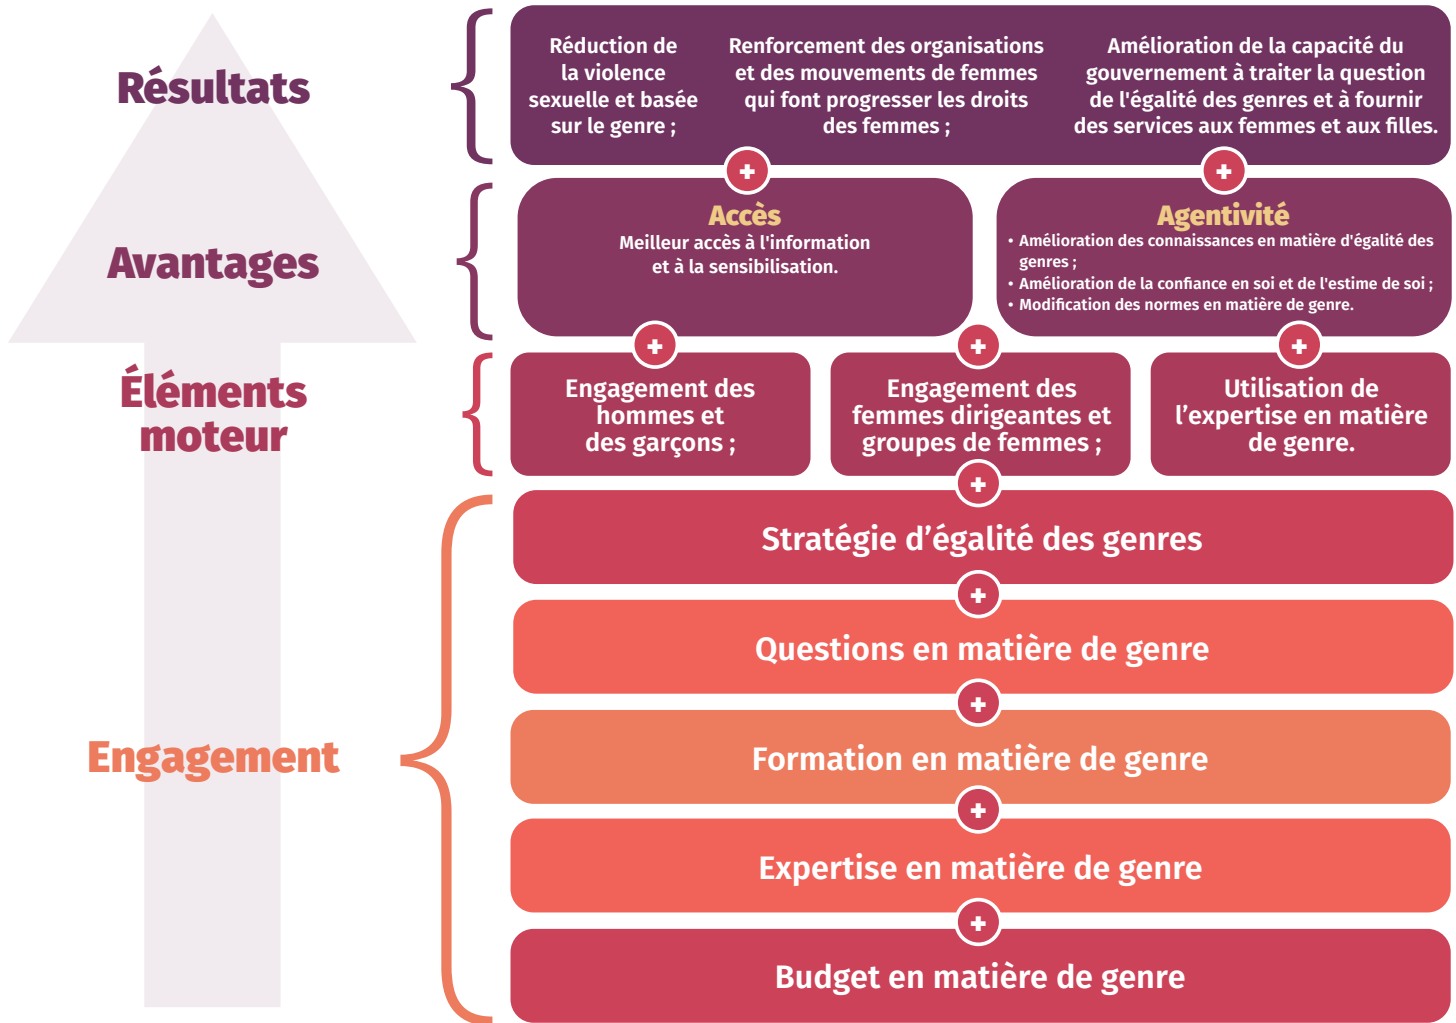 Résultats
Réduction de
la violence
sexuelle et basée
sur le genre ;
Renforcement des organisations
et des mouvements de femmes
qui font progresser les droits
des femmes ;
Amélioration de la capacité du
gouvernement à traiter la question
de l'égalité des genres et à fournir
des services aux femmes et aux filles.
+
+
Avantages
Accès
Meilleur accès à l'information
et à la sensibilisation.
Agentivité
• Amélioration des connaissances en matière d'égalité des
genres ;
• Amélioration de la confiance en soi et de l'estime de soi ;
• Modification des normes en matière de genre.
+
+
+
Éléments
moteur
Engagement des
hommes et
des garçons ;
Engagement des
femmes dirigeantes et
groupes de femmes ;
Utilisation de
l’expertise en matière
de genre.
+
Engagement
Stratégie d’égalité des genres
+
Questions en matière de genre
+
Formation en matière de genre
+
Expertise en matière de genre
+
Budget en matière de genre